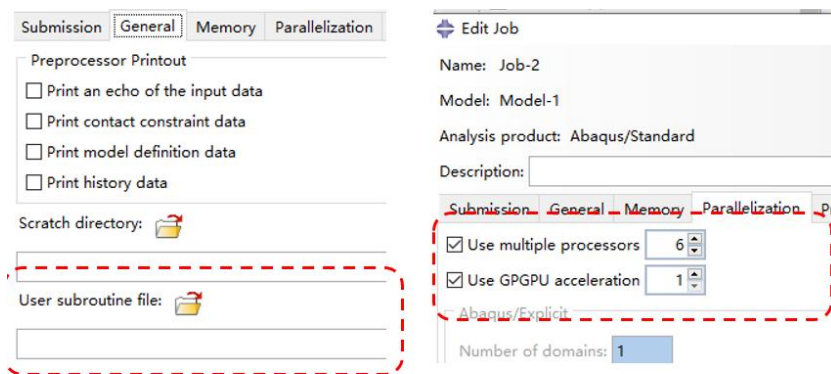 Submission General Memory Parallelization
Preprocessor Printout
Print an echo of the input data
Print contact constraint data
Print model definition data
Print history data
Scratch directory:
User subroutine file:
Edit Job
Name: Job-2
Model: Model-1
Analysis product: Abaqus/Standard
Description:
Submission General Memory Parallelization
Use multiple processors 6
Use GPGPU acceleration 1
Abaqus/Explicit
Number of domains: 1